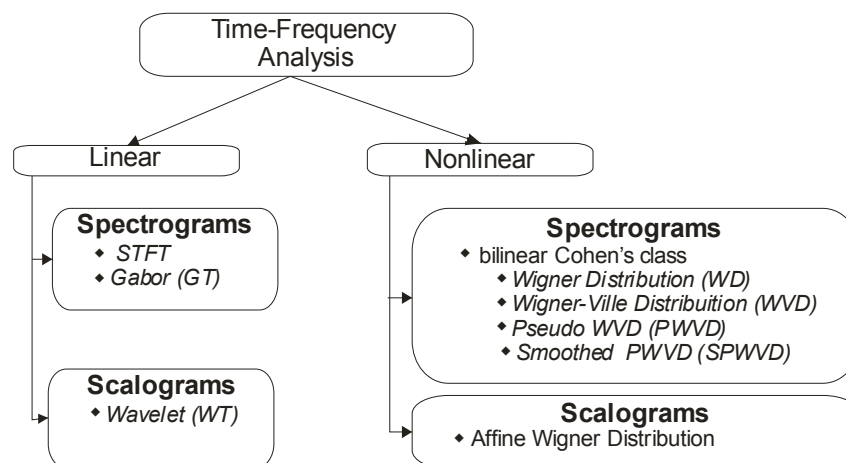 Time-Frequency
Analysis
Linear
Nonlinear
Spectrograms
◆ STFT
◆ Gabor (GT)
Scalograms
◆ Wavelet (WT)
Spectrograms
◆ bilinear Cohen's class
◆ Wigner Distribution (WD)
◆ Wigner-Ville Distribuition (WVD)
◆ Pseudo WVD (PWVD)
◆ Smoothed PWVD (SPWVD)
Scalograms
◆ Affine Wigner Distribution